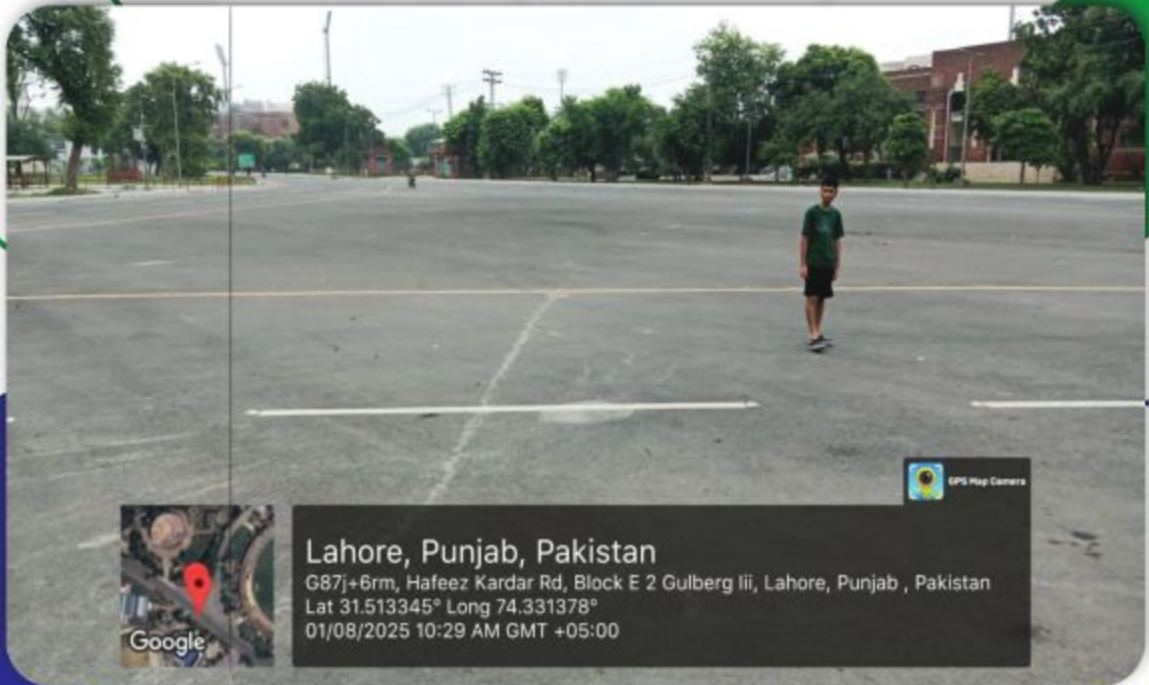 GPS Map Camera
Lahore, Punjab, Pakistan
G87j+6rm, Hafeez Kardar Rd, Block E 2 Gulberg Iii, Lahore, Punjab , Pakistan
Lat 31.513345° Long 74.331378°
01/08/2025 10:29 AM GMT +05:00
Google